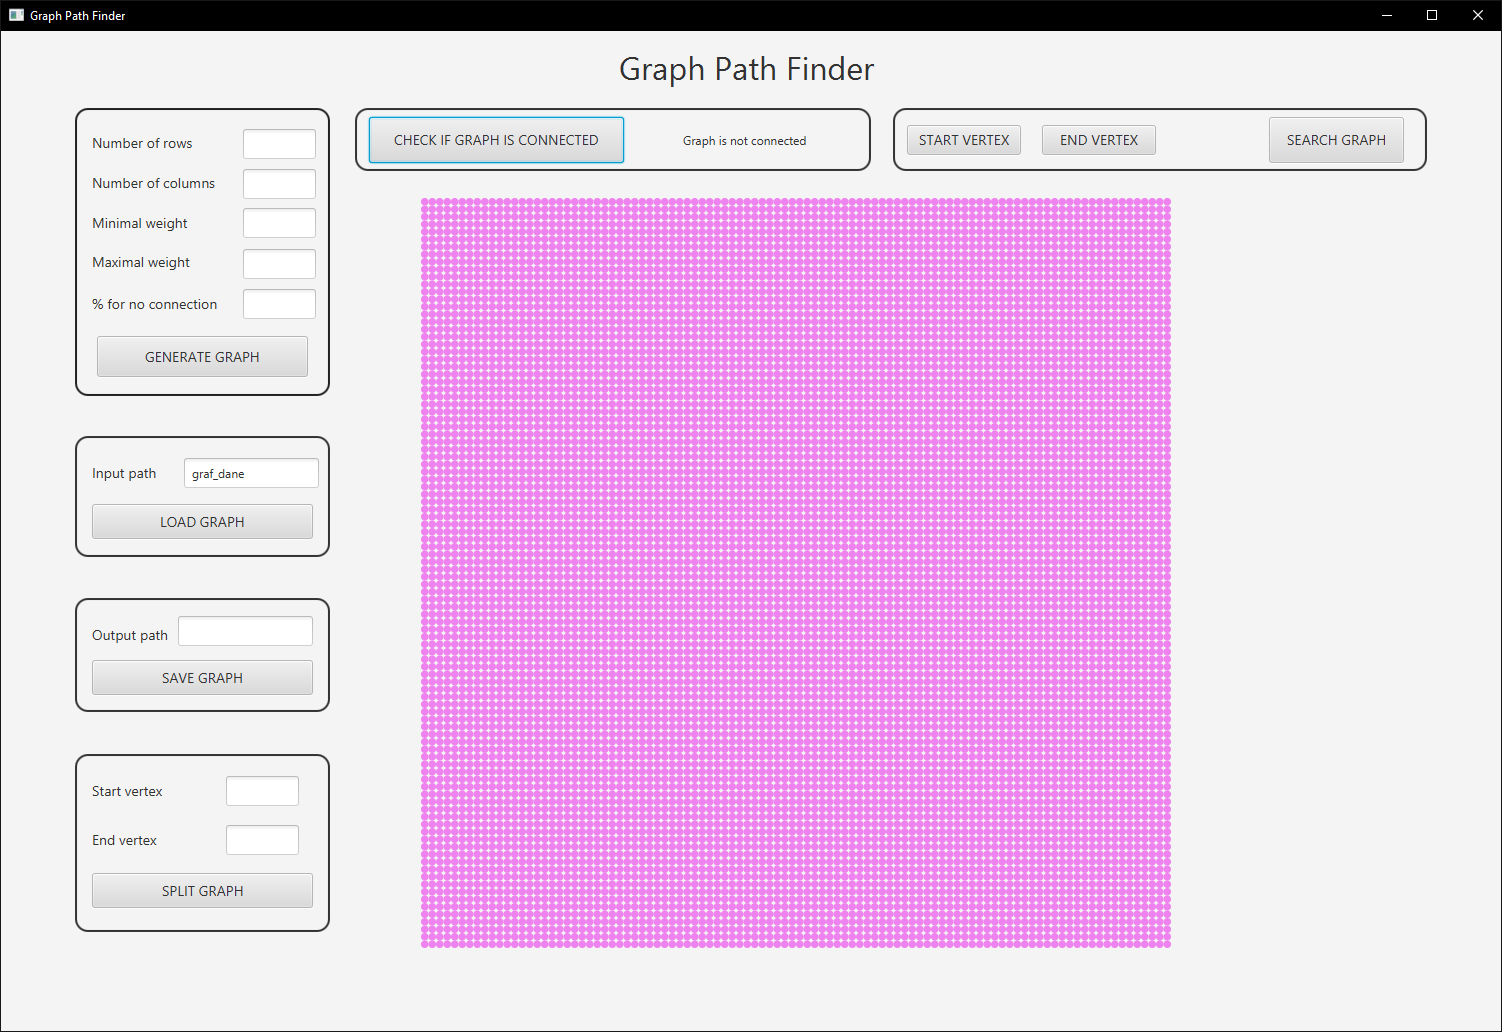 Graph Path Finder
Graph Path Finder
Number of rows
Number of columns
Minimal weight
Maximal weight
% for no connection
GENERATE GRAPH
CHECK IF GRAPH IS CONNECTED
Graph is not connected
START VERTEX
END VERTEX
SEARCH GRAPH
Input path
graf_dane
LOAD GRAPH
Output path
SAVE GRAPH
Start vertex
End vertex
SPLIT GRAPH